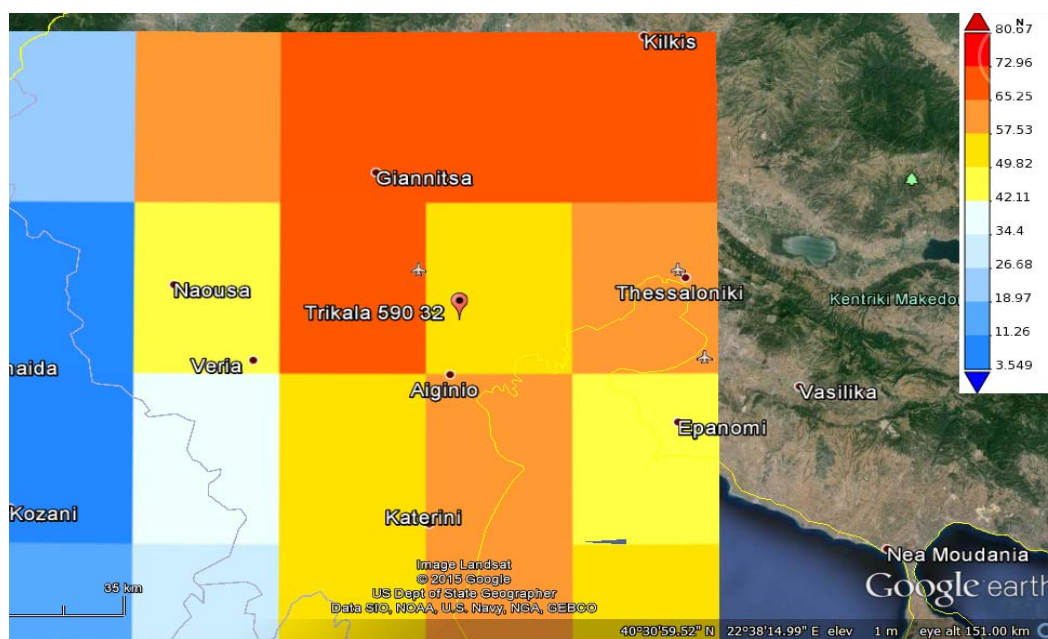 N
80.67
Kilkis
72.96
65.25
57.53
Giannitsa
49.82
42.11
34.4
Naousa
Thessaloniki
Kentriki Makedon
Trikala 590 32
26.68
18.97
Veria
11.26
naida
3.549
Aiginio
Vasilika
Epanomi
Kozani
Katerini
Nea Moudania
Image Landsat
© 2015 Google
US Dept of State Geographer
Data SIO, NOAA, U.S. Navy, NGA, GEBCO
Google earth
35 km
40°30'59.52" N 22°38'14.99" E elev 1 m eye alt 151.00 km